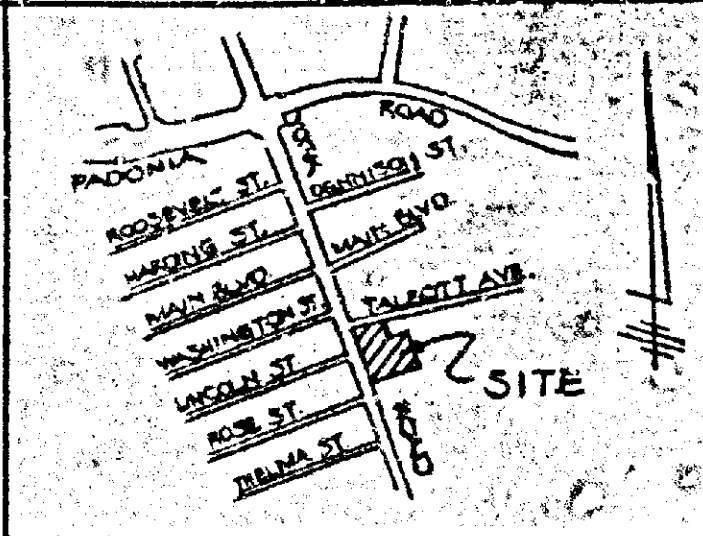 ROAD
YORK
PADONIA
DENNISON ST.
ROOSEVELT ST.
HARDING ST.
MAIN BLVD.
MAIN BLVD.
WASHINGTON ST.
TALBOTT AVE.
LINCOLN ST.
SITE
ROSE ST.
ROAD
THELMA ST.